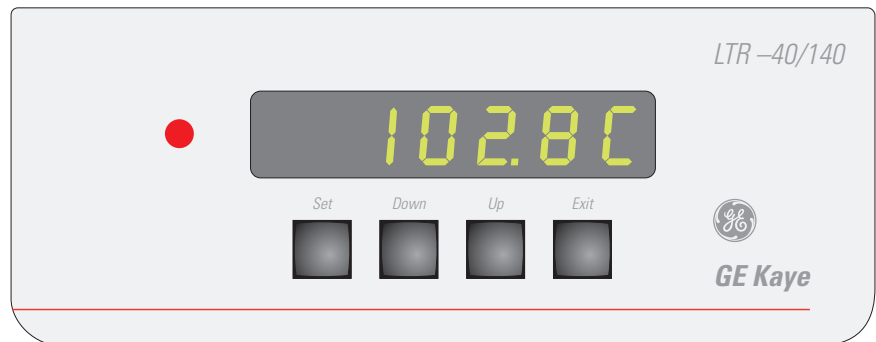 LTR –40/140
102.8C
Set Down Up Exit
GE
GE Kaye